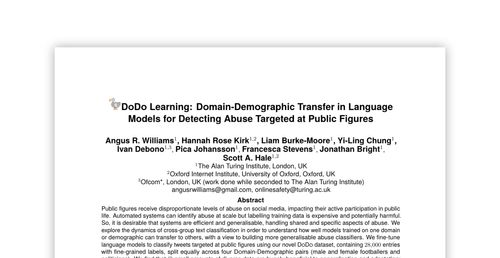 DoDo Learning: Domain-Demographic Transfer in Language
Models for Detecting Abuse Targeted at Public Figures
Angus R. Williams¹, Hannah Rose Kirk¹,², Liam Burke-Moore¹, Yi-Ling Chung¹,
Ivan Debono¹,³, Pica Johansson¹, Francesca Stevens¹, Jonathan Bright¹,
Scott A. Hale¹,²
¹The Alan Turing Institute, London, UK
²Oxford Internet Institute, University of Oxford, Oxford, UK
³Ofcom*, London, UK (work done while seconded to The Alan Turing Institute)
angusrwilliams@gmail.com, onlinesafety@turing.ac.uk
Abstract
Public figures receive disproportionate levels of abuse on social media, impacting their active participation in public
life. Automated systems can identify abuse at scale but labelling training data is expensive and potentially harmful.
So, it is desirable that systems are efficient and generalisable, handling shared and specific aspects of abuse. We
explore the dynamics of cross-group text classification in order to understand how well models trained on one domain
or demographic can transfer to others, with a view to building more generalisable abuse classifiers. We fine-tune
language models to classify tweets targeted at public figures using our novel DoDo dataset, containing 28,000 entries
with fine-grained labels, split equally across four Domain-Demographic pairs (male and female footballers and